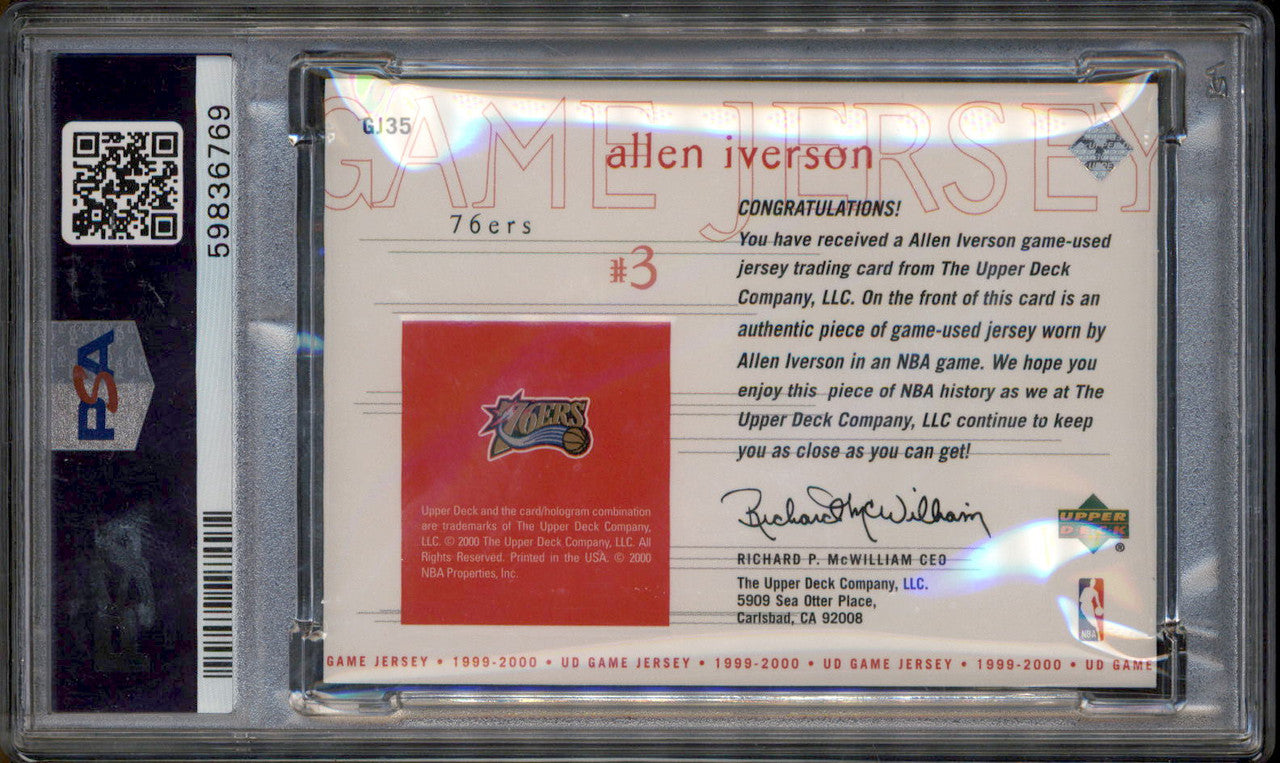 59836769
PSA
GAME JERSEY
GJ35
allen iverson
76ers
#3
CONGRATULATIONS!
You have received a Allen Iverson game-used
jersey trading card from The Upper Deck
Company, LLC. On the front of this card is an
authentic piece of game-used jersey worn by
Allen Iverson in an NBA game. We hope you
enjoy this piece of NBA history as we at The
Upper Deck Company, LLC continue to keep
you as close as you can get!
76ERS
Upper Deck and the card/hologram combination
are trademarks of The Upper Deck Company,
LLC. © 2000 The Upper Deck Company, LLC. All
Rights Reserved. Printed in the USA. © 2000
NBA Properties, Inc.
Richard McWilliam
RICHARD P. McWILLIAM CEO
The Upper Deck Company, LLC.
5909 Sea Otter Place,
Carlsbad, CA 92008
UPPER
DECK
®
NBA
GAME JERSEY • 1999-2000 • UD GAME JERSEY • 1999-2000 • UD GAME JERSEY • 1999-2000 • UD GAME